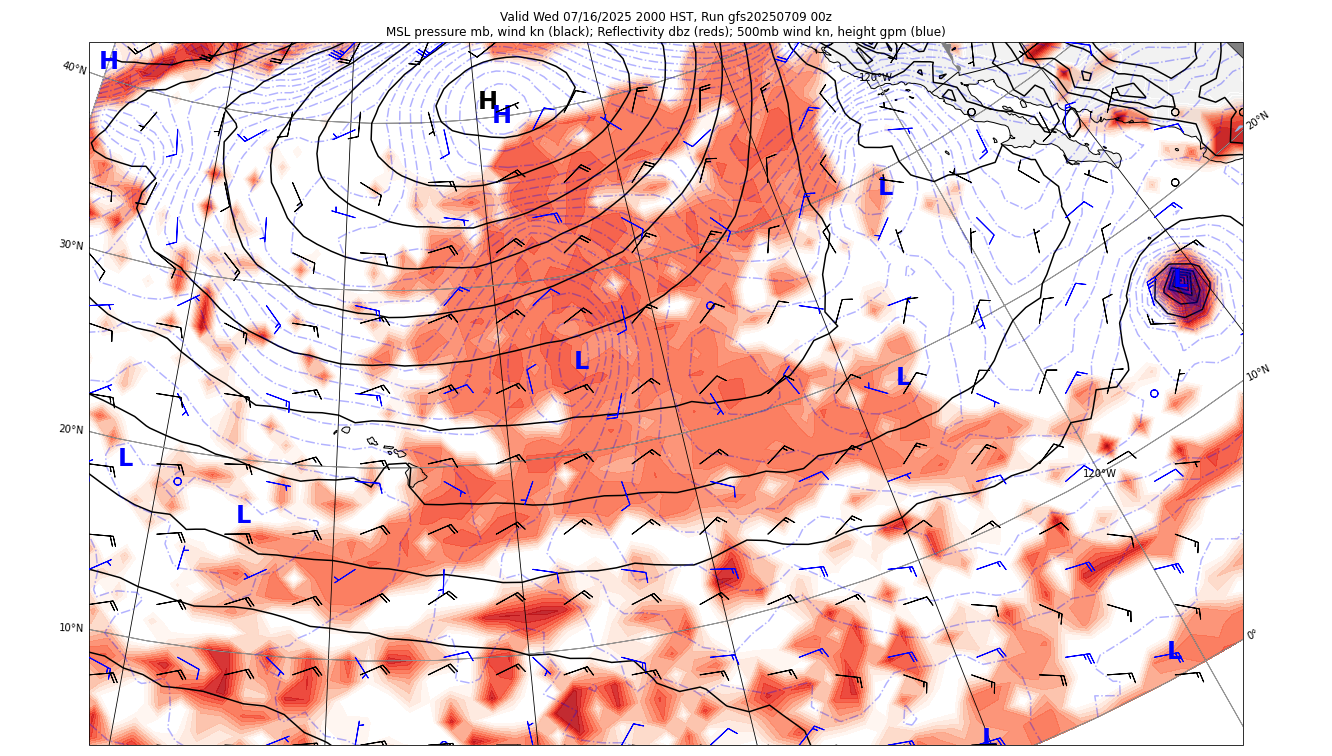 Valid Wed 07/16/2025 2000 HST, Run gfs20250709 00z
MSL pressure mb, wind kn (black); Reflectivity dbz (reds); 500mb wind kn, height gpm (blue)
H
40°N
120°W
H
H
20°N
L
30°N
L
L
L
10°N
20°N
L
120°W
L
10°N
0°
L
L